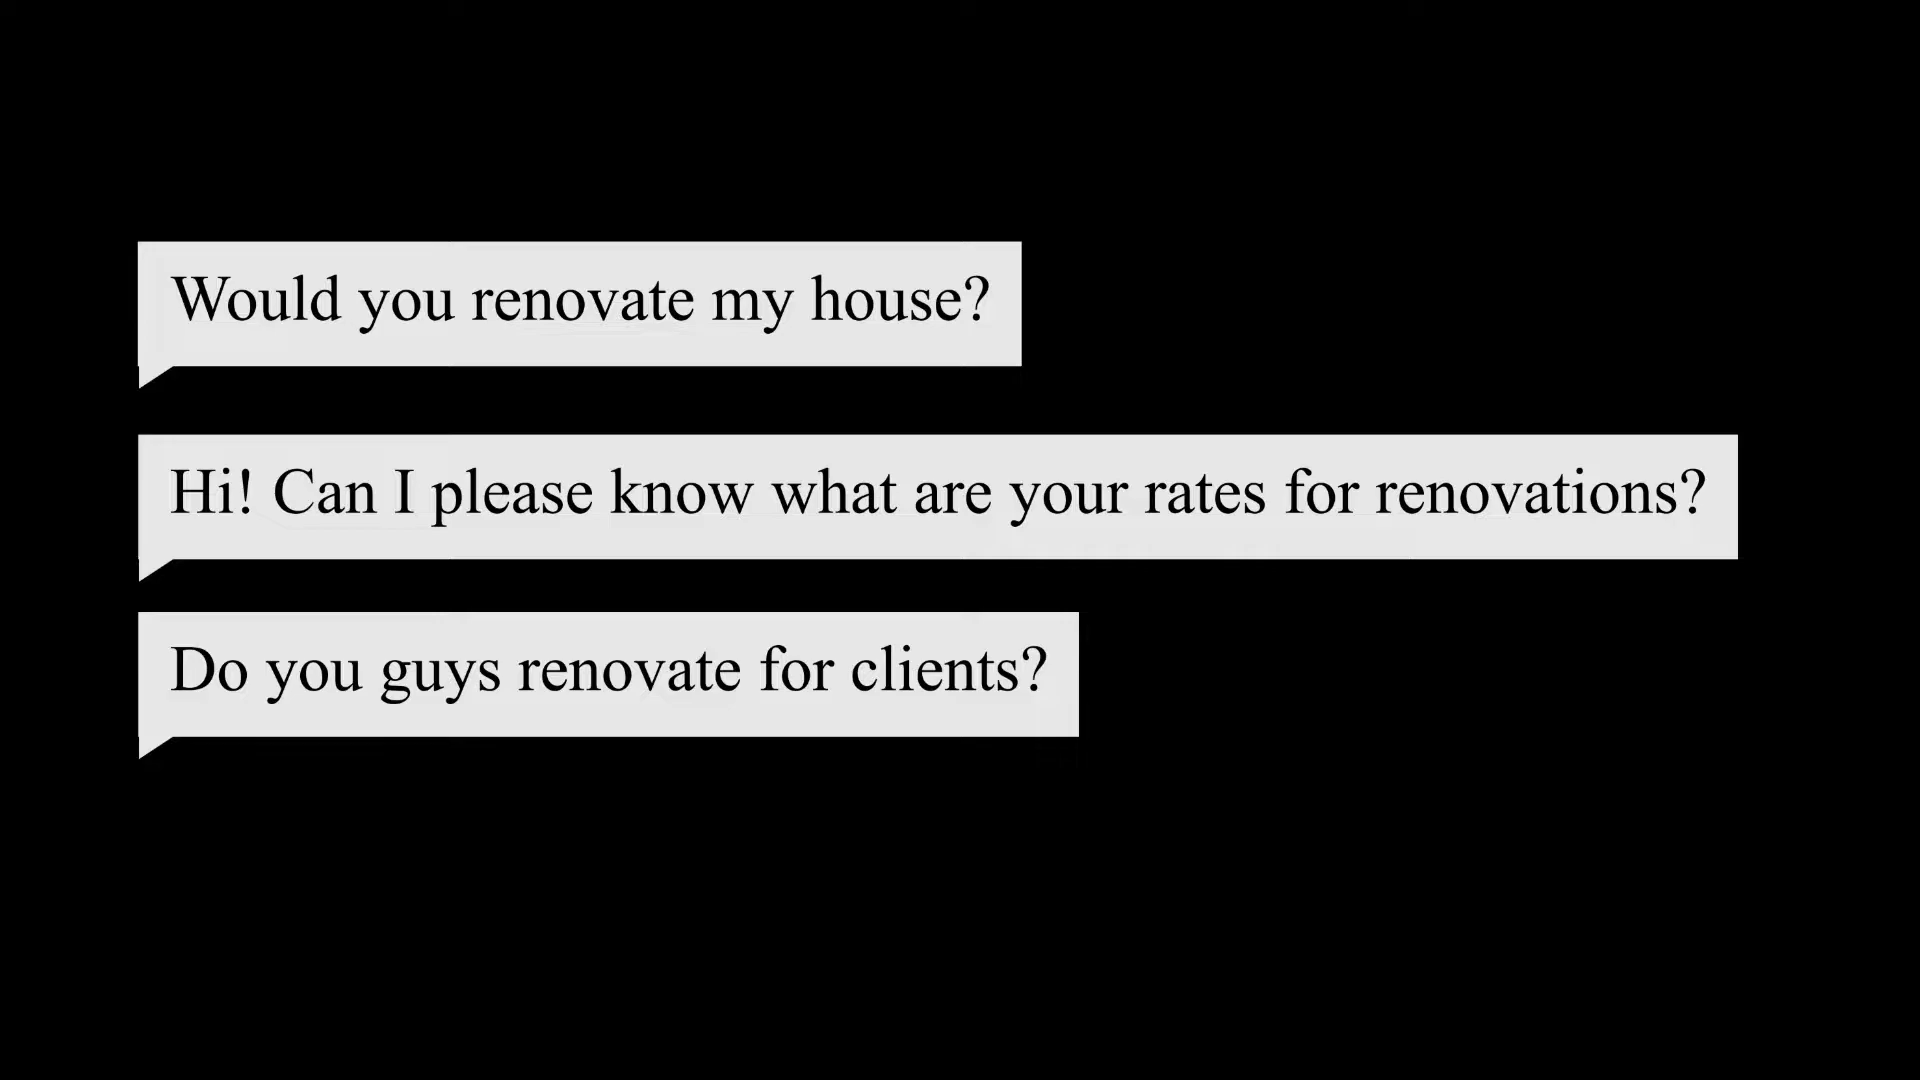 Would you renovate my house?
Hi! Can I please know what are your rates for renovations?
Do you guys renovate for clients?